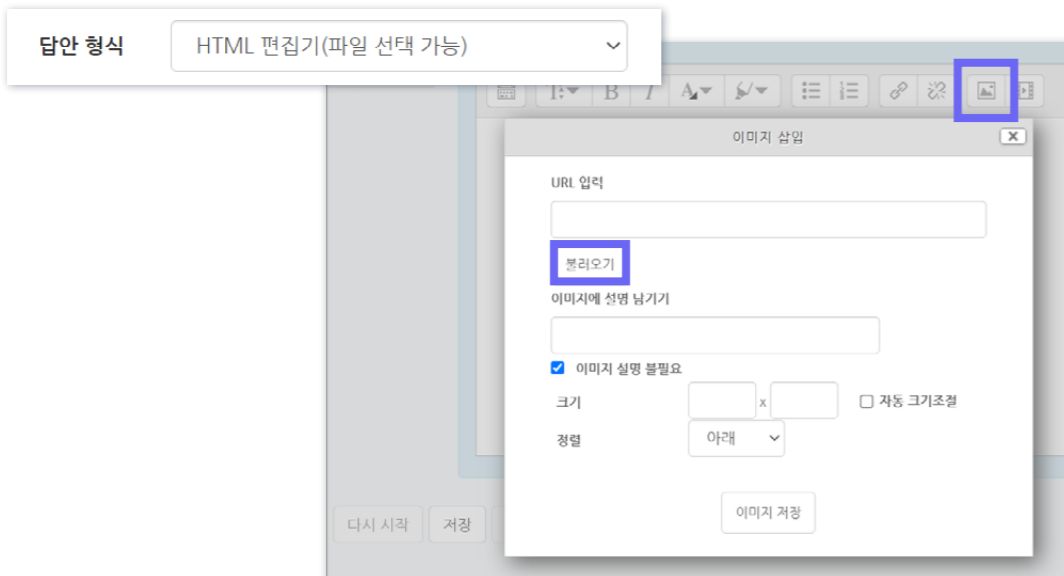 답안 형식 HTML 편집기(파일 선택 가능)
B I A
이미지 삽입 x
URL 입력
불러오기
이미지에 설명 남기기
이미지 설명 불필요
크기 x 자동 크기조절
정렬 아래
이미지 저장
다시 시작 저장